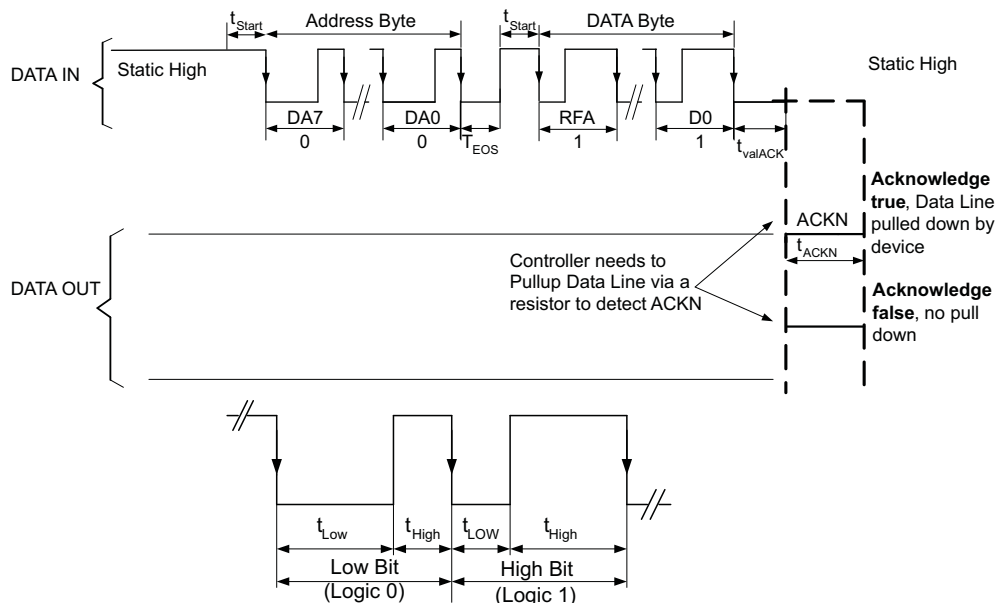 tStart
Address Byte
tStart
DATA Byte
DATA IN
Static High
Static High
DA7
0
DA0
0
TEOS
RFA
1
D0
1
tvalACK
Acknowledge
true, Data Line
pulled down by
device
ACKN
tACKN
Controller needs to
Pullup Data Line via a
resistor to detect ACKN
DATA OUT
Acknowledge
false, no pull
down
tLow
tHigh
tLOW
tHigh
Low Bit
(Logic 0)
High Bit
(Logic 1)